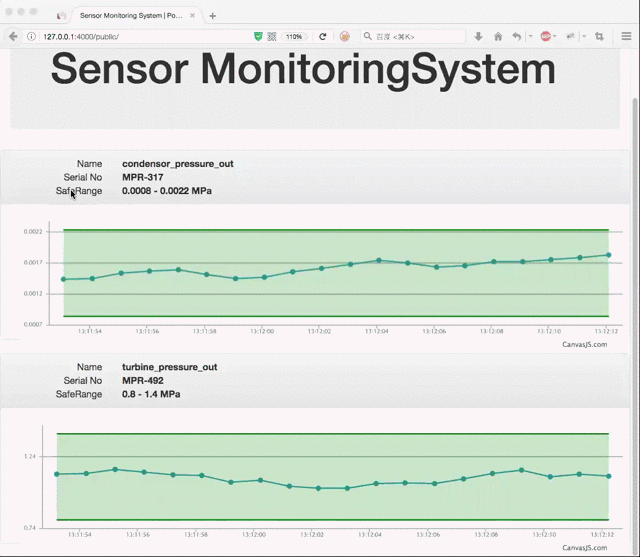 Sensor Monitoring System | Po...
127.0.0.1:4000/public/
110%
百度 <⌘K>
Sensor MonitoringSystem
Name condensor_pressure_out
Serial No MPR-317
SafeRange 0.0008 - 0.0022 MPa
0.0022
0.0017
0.0012
0.0007
13:11:54 13:11:56 13:11:58 13:12:00 13:12:02 13:12:04 13:12:06 13:12:08 13:12:10 13:12:12
CanvasJS.com
Name turbine_pressure_out
Serial No MPR-492
SafeRange 0.8 - 1.4 MPa
1.24
0.74
13:11:54 13:11:56 13:11:58 13:12:00 13:12:02 13:12:04 13:12:06 13:12:08 13:12:10 13:12:12
CanvasJS.com